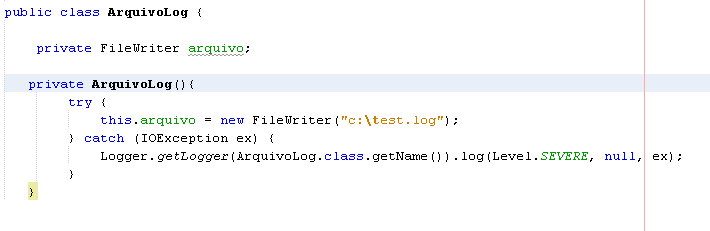 public class ArquivoLog {
private FileWriter arquivo;
private ArquivoLog(){
try {
this.arquivo = new FileWriter("c:\test.log");
} catch (IOException ex) {
Logger.getLogger(ArquivoLog.class.getName()).log(Level.SEVERE, null, ex);
}
}